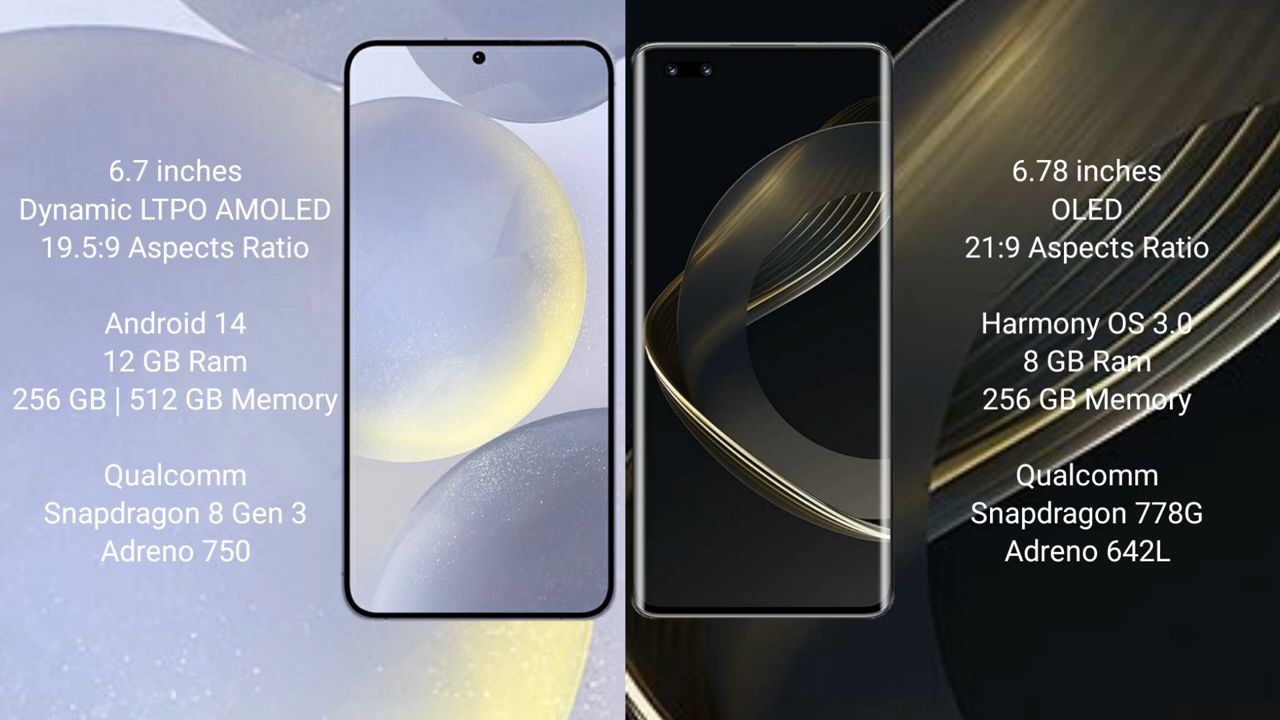 6.7 inches
Dynamic LTPO AMOLED
19.5:9 Aspects Ratio
Android 14
12 GB Ram
256 GB | 512 GB Memory
Qualcomm
Snapdragon 8 Gen 3
Adreno 750
6.78 inches
OLED
21:9 Aspects Ratio
Harmony OS 3.0
8 GB Ram
256 GB Memory
Qualcomm
Snapdragon 778G
Adreno 642L